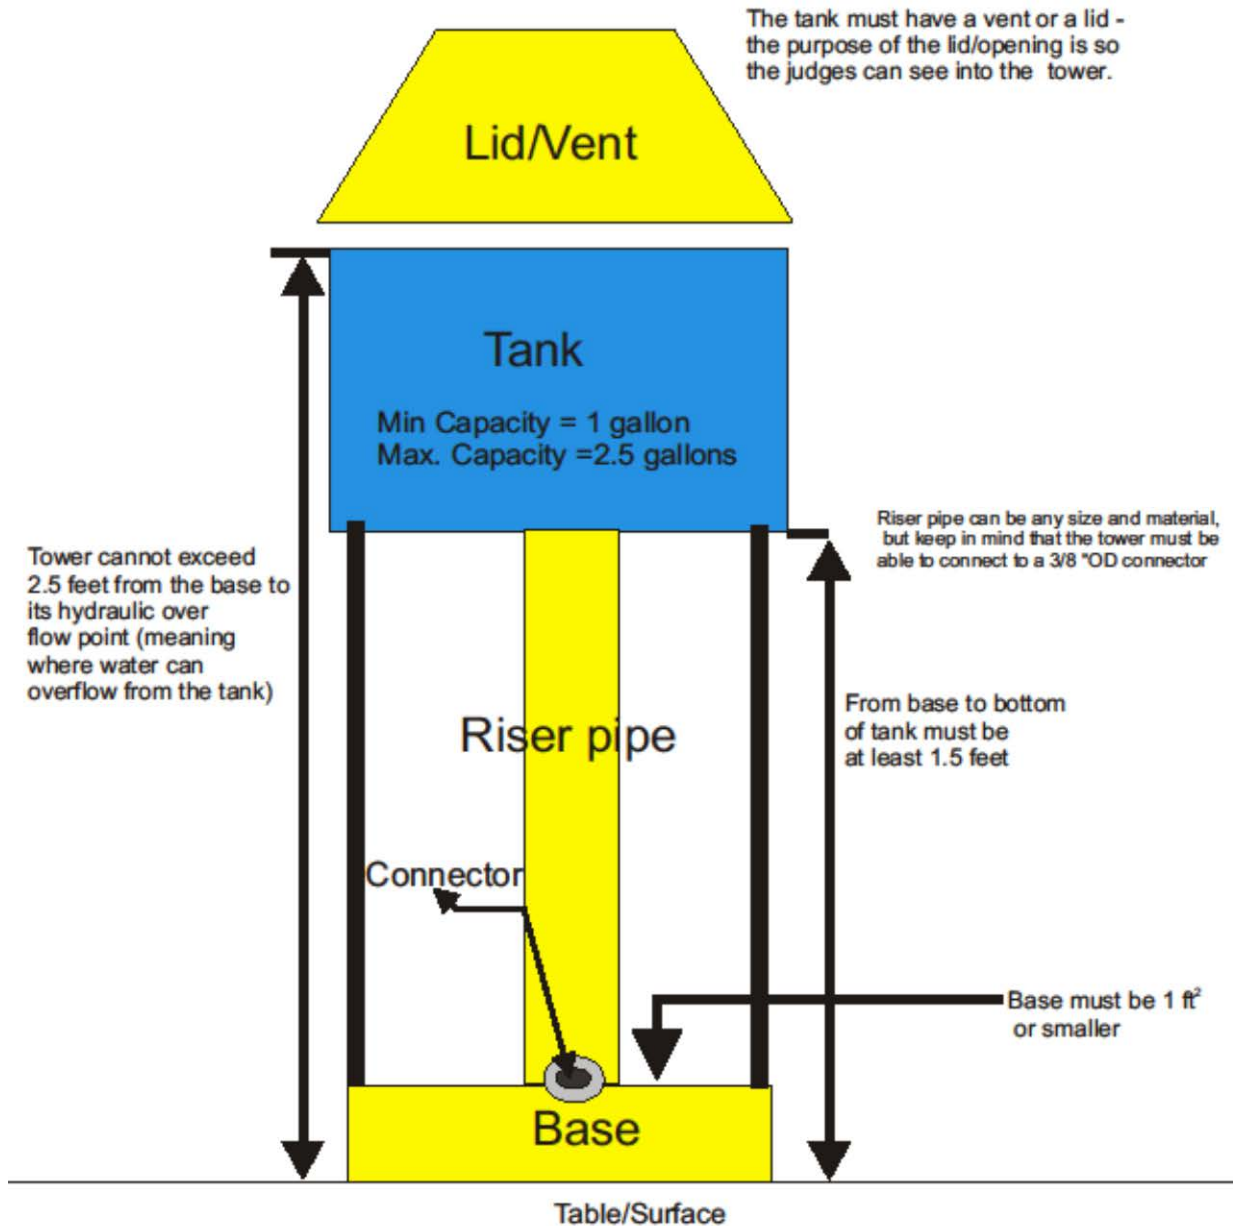 The tank must have a vent or a lid -
the purpose of the lid/opening is so
the judges can see into the tower.
Lid/Vent
Tank
Min Capacity = 1 gallon
Max. Capacity =2.5 gallons
Riser pipe can be any size and material,
but keep in mind that the tower must be
able to connect to a 3/8 "OD connector
Tower cannot exceed
2.5 feet from the base to
its hydraulic over
flow point (meaning
where water can
overflow from the tank)
From base to bottom
of tank must be
at least 1.5 feet
Riser pipe
Connector
Base must be 1 ft²
or smaller
Base
Table/Surface